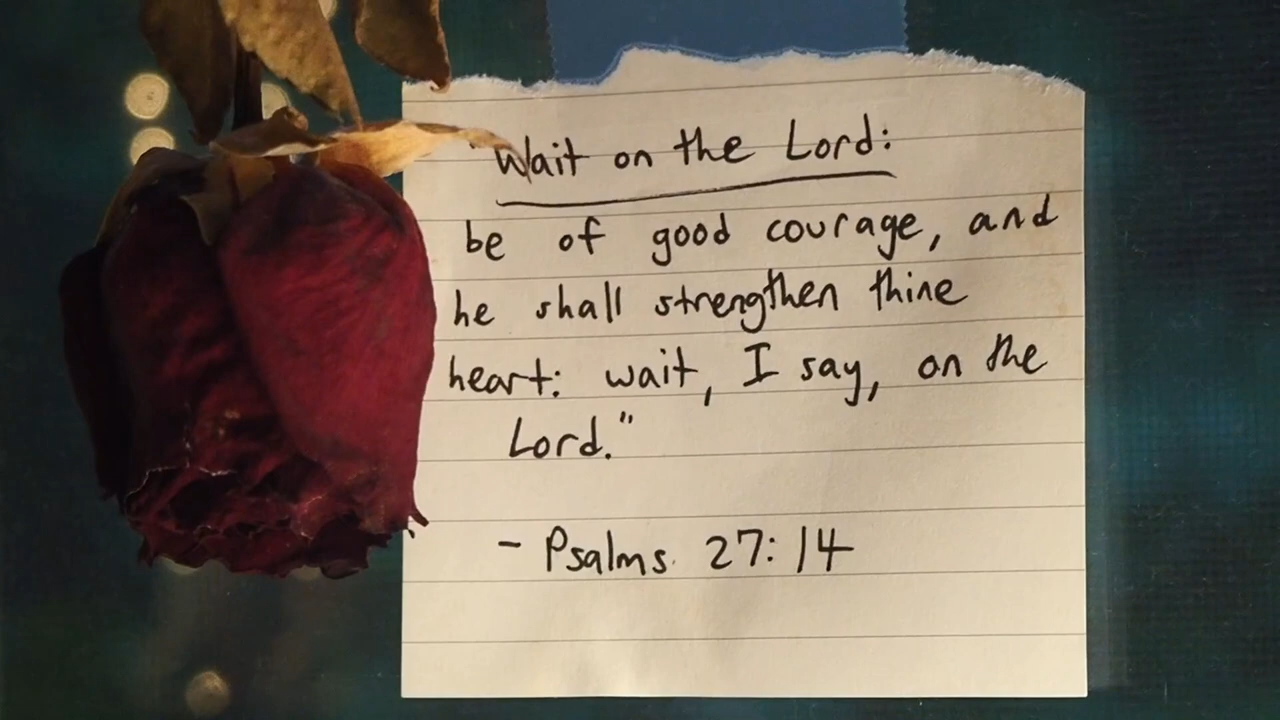 "Wait on the Lord:
be of good courage, and
he shall strengthen thine
heart: wait, I say, on the
Lord."
- Psalms 27:14